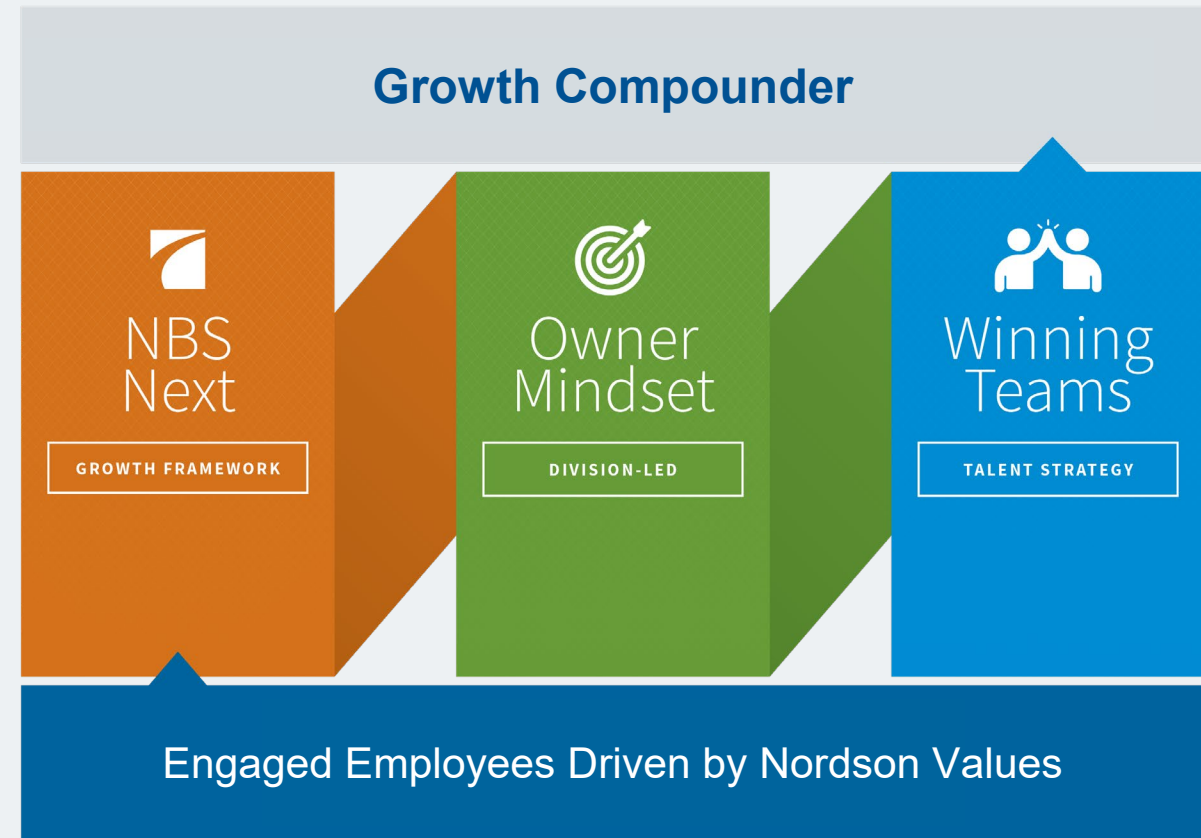 Growth Compounder
NBS
Next
GROWTH FRAMEWORK
Owner
Mindset
DIVISION-LED
Winning
Teams
TALENT STRATEGY
Engaged Employees Driven by Nordson Values